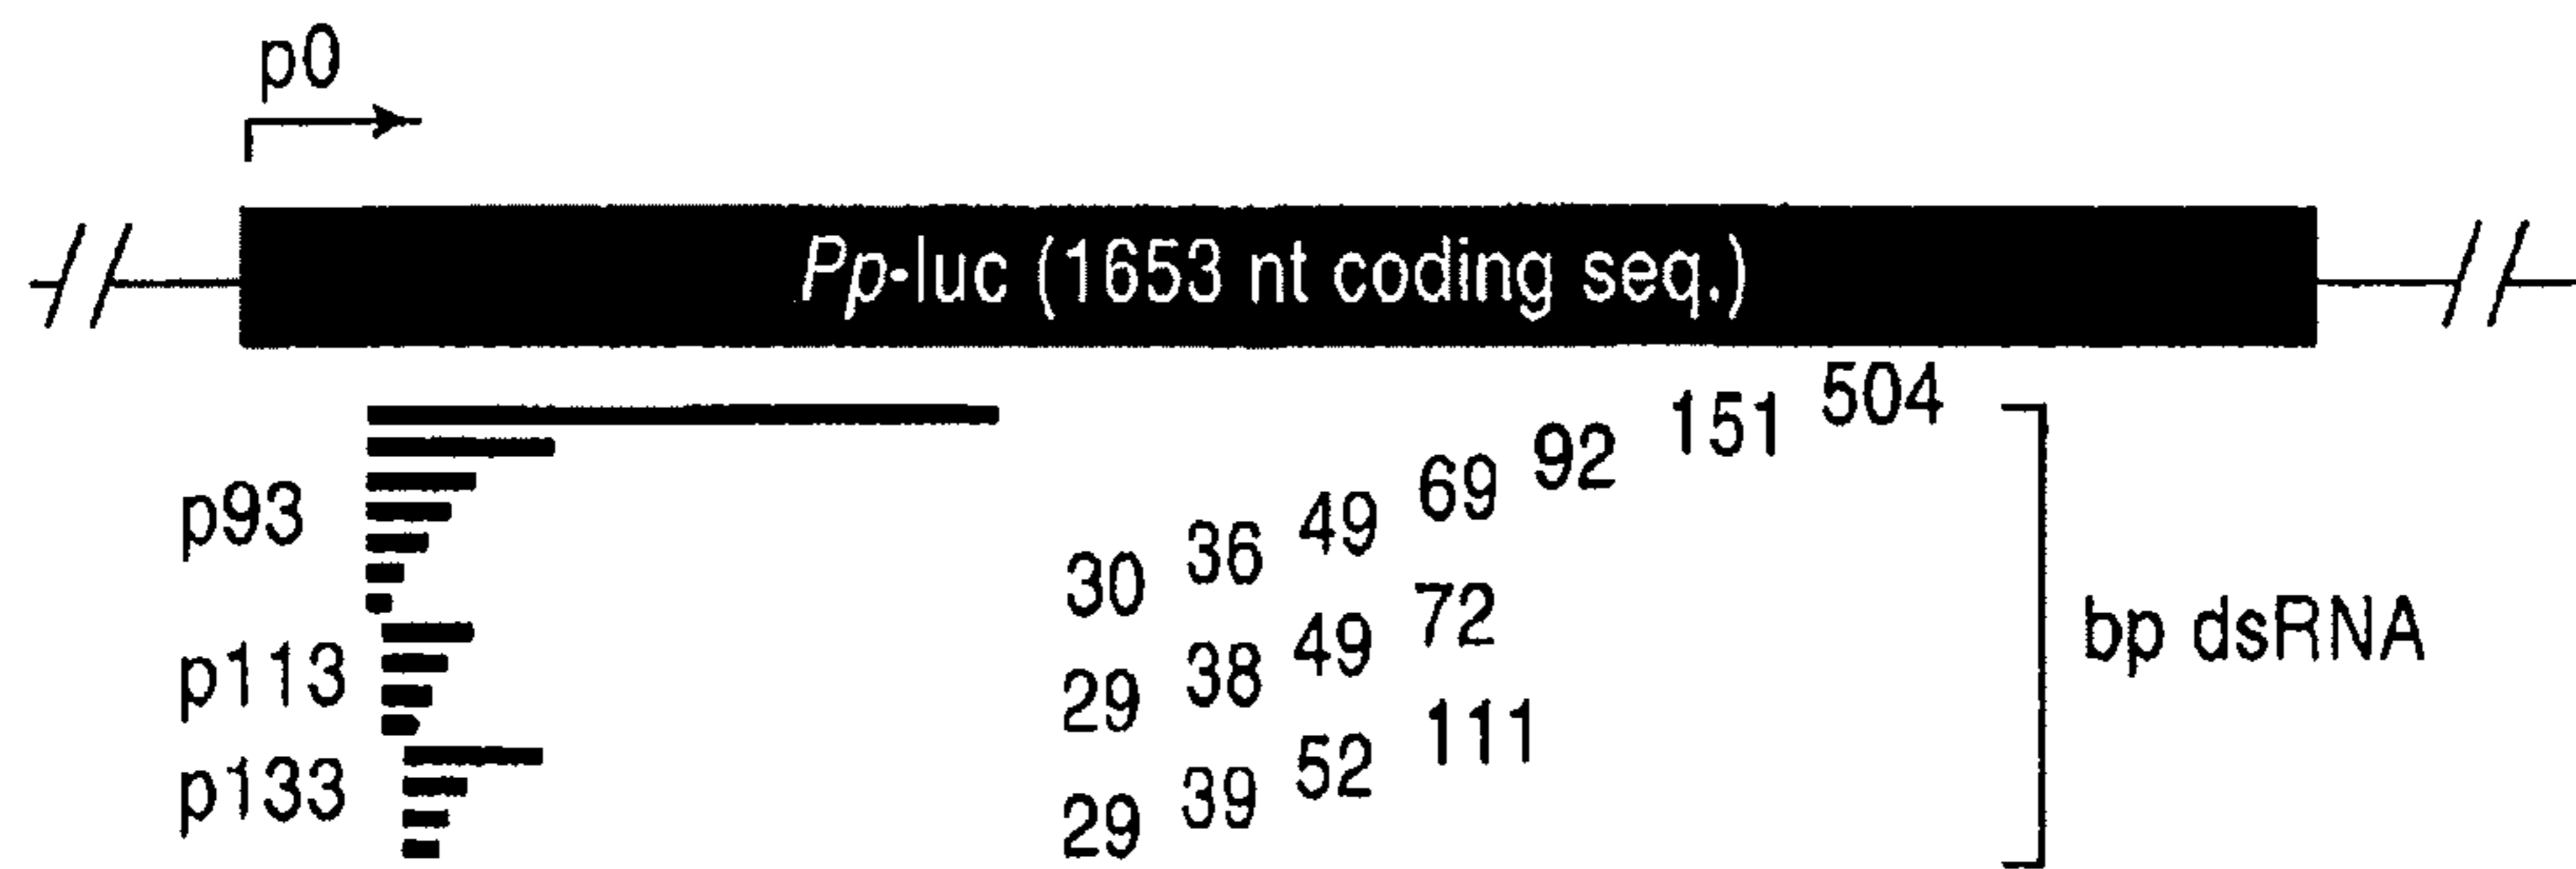 p0
Pp-luc (1653 nt coding seq.)
p93
504
151
92
69
49
36
30
p113
72
49
38
29
p133
111
52
39
29
bp dsRNA